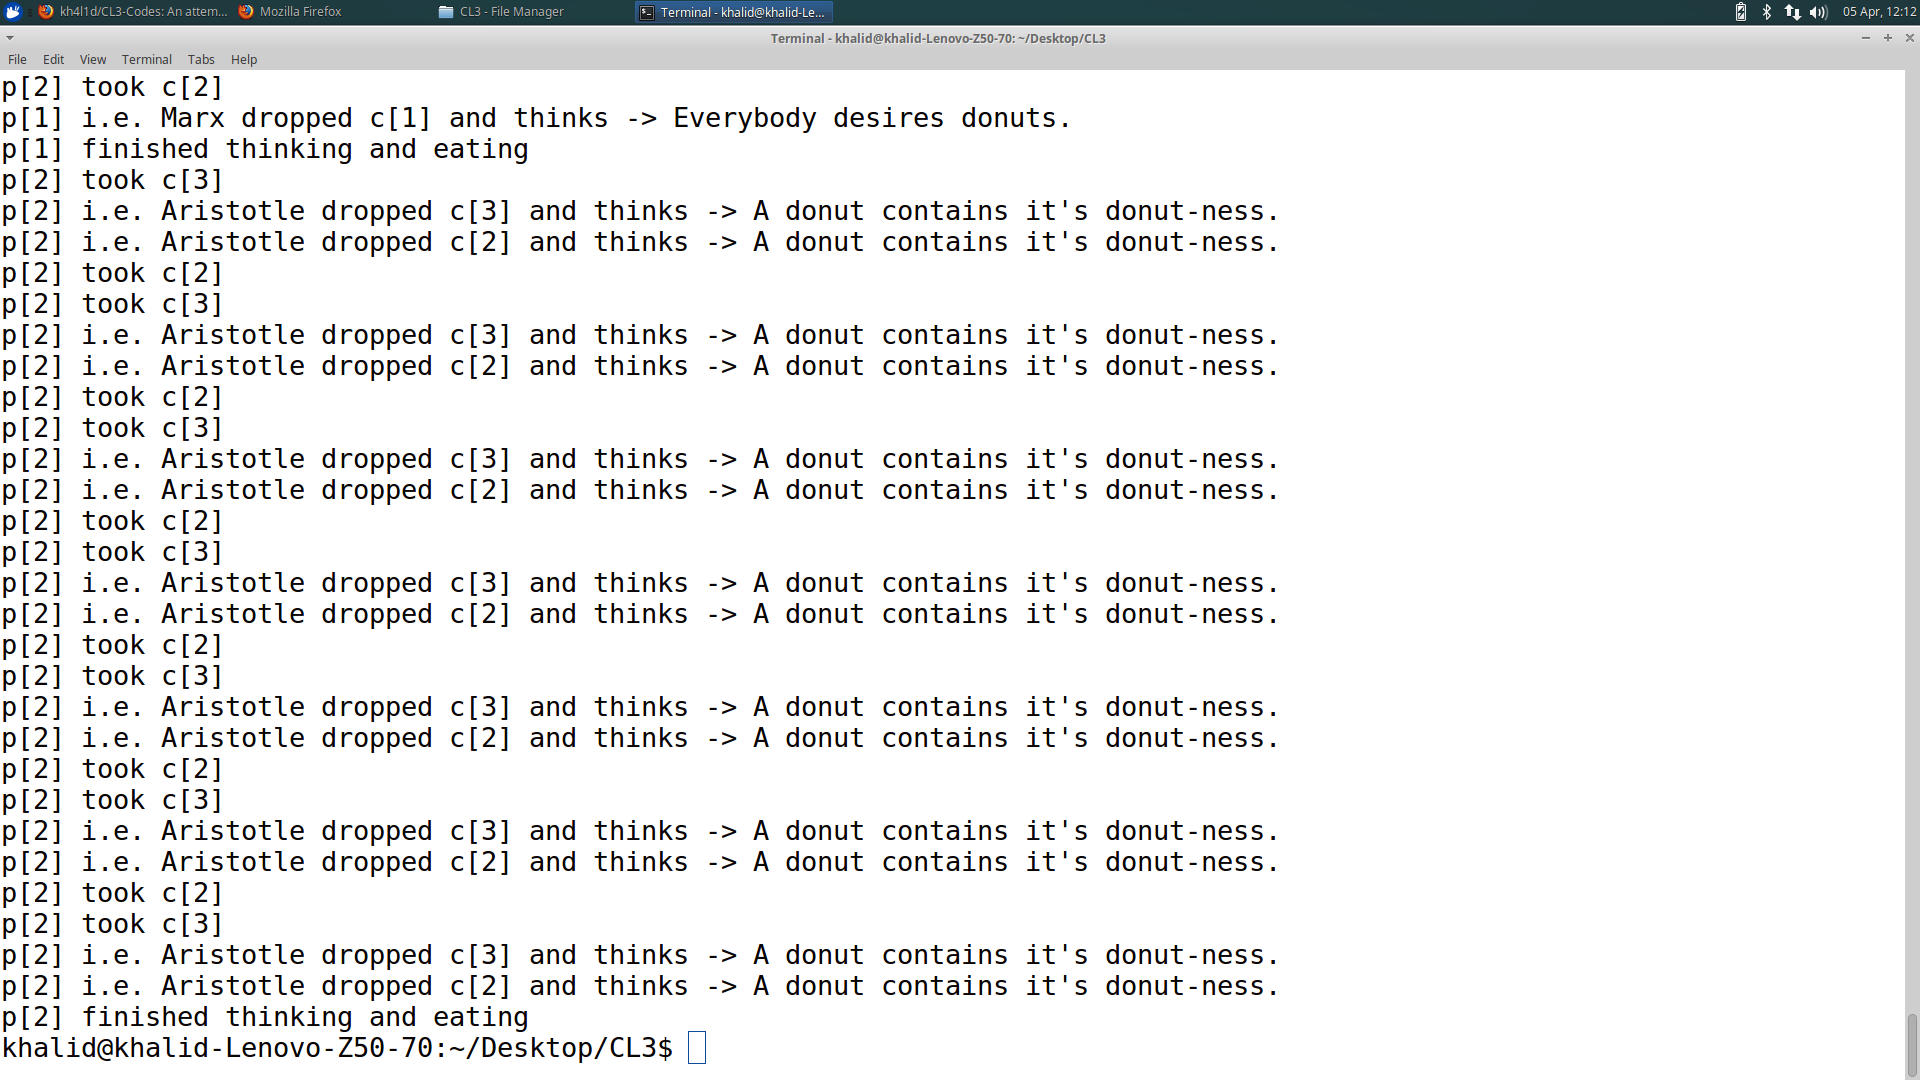 kh4l1d/CL3-Codes: An attem... Mozilla Firefox CL3 - File Manager Terminal - khalid@khalid-Le... 05 Apr, 12:12
Terminal - khalid@khalid-Lenovo-Z50-70: ~/Desktop/CL3
File Edit View Terminal Tabs Help
p[2] took c[2]
p[1] i.e. Marx dropped c[1] and thinks -> Everybody desires donuts.
p[1] finished thinking and eating
p[2] took c[3]
p[2] i.e. Aristotle dropped c[3] and thinks -> A donut contains it's donut-ness.
p[2] i.e. Aristotle dropped c[2] and thinks -> A donut contains it's donut-ness.
p[2] took c[2]
p[2] took c[3]
p[2] i.e. Aristotle dropped c[3] and thinks -> A donut contains it's donut-ness.
p[2] i.e. Aristotle dropped c[2] and thinks -> A donut contains it's donut-ness.
p[2] took c[2]
p[2] took c[3]
p[2] i.e. Aristotle dropped c[3] and thinks -> A donut contains it's donut-ness.
p[2] i.e. Aristotle dropped c[2] and thinks -> A donut contains it's donut-ness.
p[2] took c[2]
p[2] took c[3]
p[2] i.e. Aristotle dropped c[3] and thinks -> A donut contains it's donut-ness.
p[2] i.e. Aristotle dropped c[2] and thinks -> A donut contains it's donut-ness.
p[2] took c[2]
p[2] took c[3]
p[2] i.e. Aristotle dropped c[3] and thinks -> A donut contains it's donut-ness.
p[2] i.e. Aristotle dropped c[2] and thinks -> A donut contains it's donut-ness.
p[2] took c[2]
p[2] took c[3]
p[2] i.e. Aristotle dropped c[3] and thinks -> A donut contains it's donut-ness.
p[2] i.e. Aristotle dropped c[2] and thinks -> A donut contains it's donut-ness.
p[2] took c[2]
p[2] took c[3]
p[2] i.e. Aristotle dropped c[3] and thinks -> A donut contains it's donut-ness.
p[2] i.e. Aristotle dropped c[2] and thinks -> A donut contains it's donut-ness.
p[2] finished thinking and eating
khalid@khalid-Lenovo-Z50-70:~/Desktop/CL3$